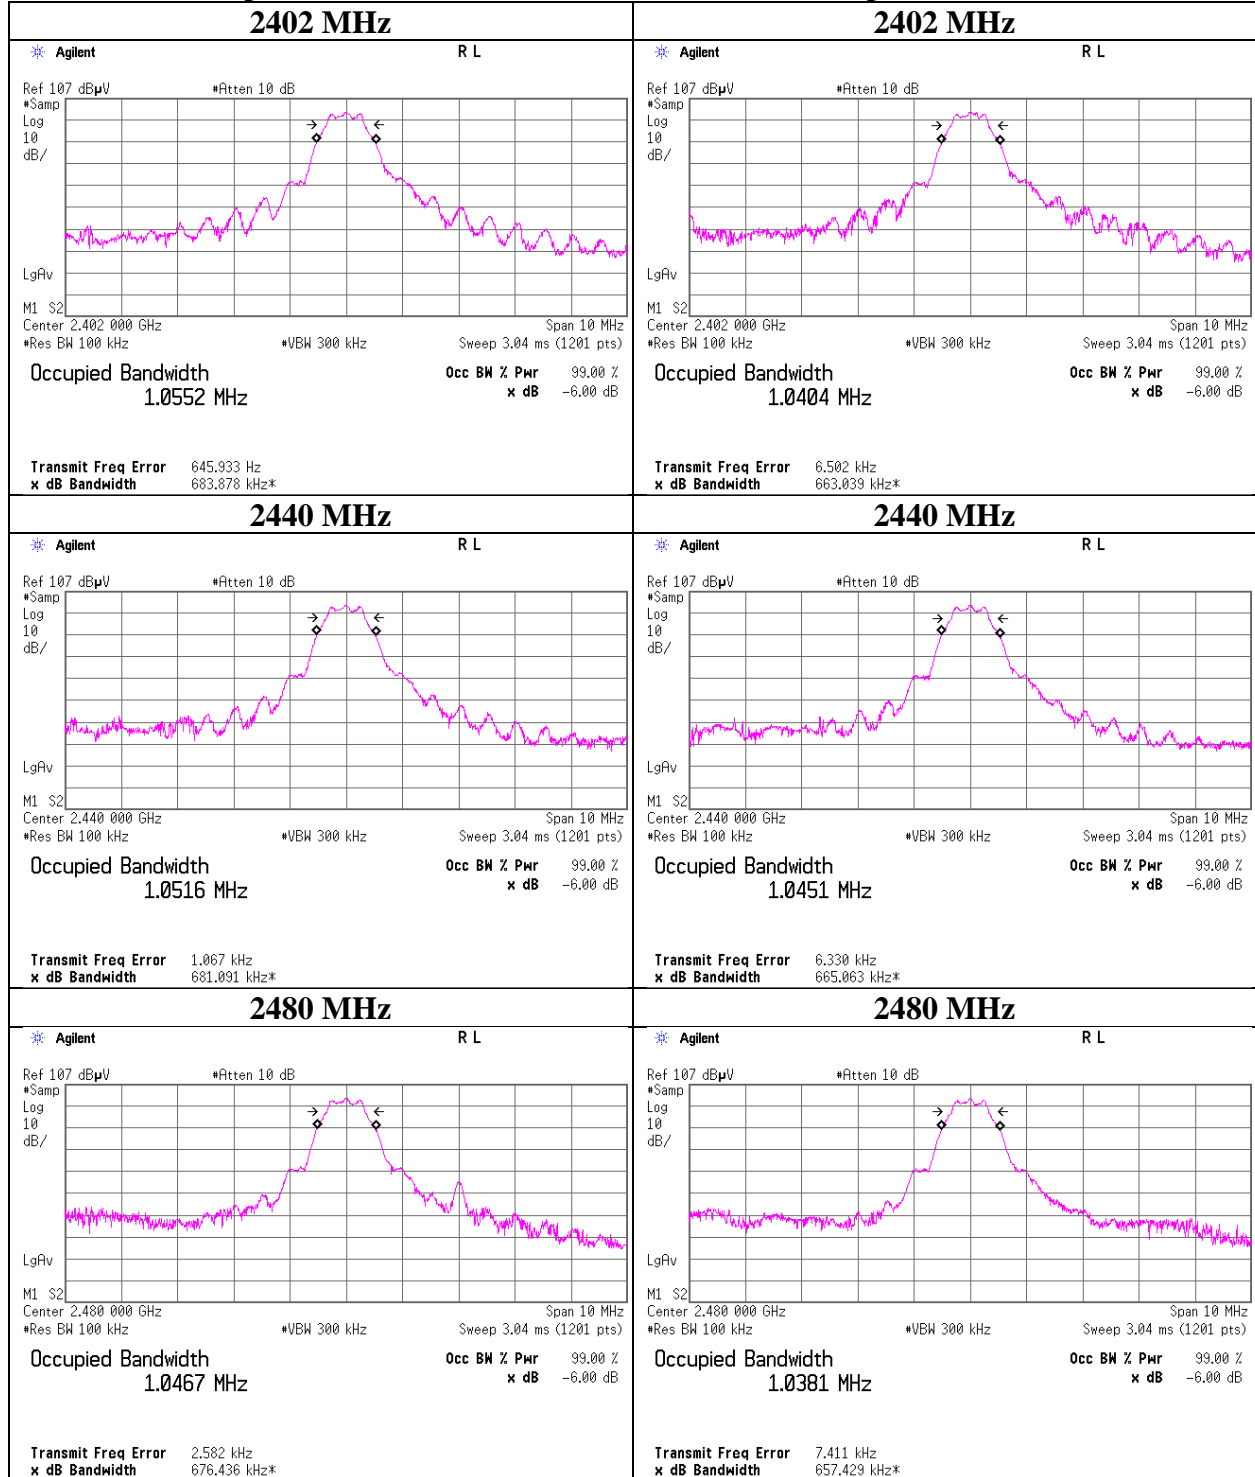 2402 MHz
Agilent R L
Ref 107 dBµV #Atten 10 dB
#Samp
Log
10
dB/
LgAv
M1 S2
Center 2.402 000 GHz Span 10 MHz
#Res BW 100 kHz #VBW 300 kHz Sweep 3.04 ms (1201 pts)
Occupied Bandwidth Occ BW % Pwr 99.00 %
1.0552 MHz x dB -6.00 dB
Transmit Freq Error 645.933 Hz
x dB Bandwidth 683.878 kHz*
2402 MHz
Agilent R L
Ref 107 dBµV #Atten 10 dB
#Samp
Log
10
dB/
LgAv
M1 S2
Center 2.402 000 GHz Span 10 MHz
#Res BW 100 kHz #VBW 300 kHz Sweep 3.04 ms (1201 pts)
Occupied Bandwidth Occ BW % Pwr 99.00 %
1.0404 MHz x dB -6.00 dB
Transmit Freq Error 6.502 kHz
x dB Bandwidth 663.039 kHz*
2440 MHz
Agilent R L
Ref 107 dBµV #Atten 10 dB
#Samp
Log
10
dB/
LgAv
M1 S2
Center 2.440 000 GHz Span 10 MHz
#Res BW 100 kHz #VBW 300 kHz Sweep 3.04 ms (1201 pts)
Occupied Bandwidth Occ BW % Pwr 99.00 %
1.0516 MHz x dB -6.00 dB
Transmit Freq Error 1.067 kHz
x dB Bandwidth 681.091 kHz*
2440 MHz
Agilent R L
Ref 107 dBµV #Atten 10 dB
#Samp
Log
10
dB/
LgAv
M1 S2
Center 2.440 000 GHz Span 10 MHz
#Res BW 100 kHz #VBW 300 kHz Sweep 3.04 ms (1201 pts)
Occupied Bandwidth Occ BW % Pwr 99.00 %
1.0451 MHz x dB -6.00 dB
Transmit Freq Error 6.330 kHz
x dB Bandwidth 665.063 kHz*
2480 MHz
Agilent R L
Ref 107 dBµV #Atten 10 dB
#Samp
Log
10
dB/
LgAv
M1 S2
Center 2.480 000 GHz Span 10 MHz
#Res BW 100 kHz #VBW 300 kHz Sweep 3.04 ms (1201 pts)
Occupied Bandwidth Occ BW % Pwr 99.00 %
1.0467 MHz x dB -6.00 dB
Transmit Freq Error 2.582 kHz
x dB Bandwidth 676.436 kHz*
2480 MHz
Agilent R L
Ref 107 dBµV #Atten 10 dB
#Samp
Log
10
dB/
LgAv
M1 S2
Center 2.480 000 GHz Span 10 MHz
#Res BW 100 kHz #VBW 300 kHz Sweep 3.04 ms (1201 pts)
Occupied Bandwidth Occ BW % Pwr 99.00 %
1.0381 MHz x dB -6.00 dB
Transmit Freq Error 7.411 kHz
x dB Bandwidth 657.429 kHz*